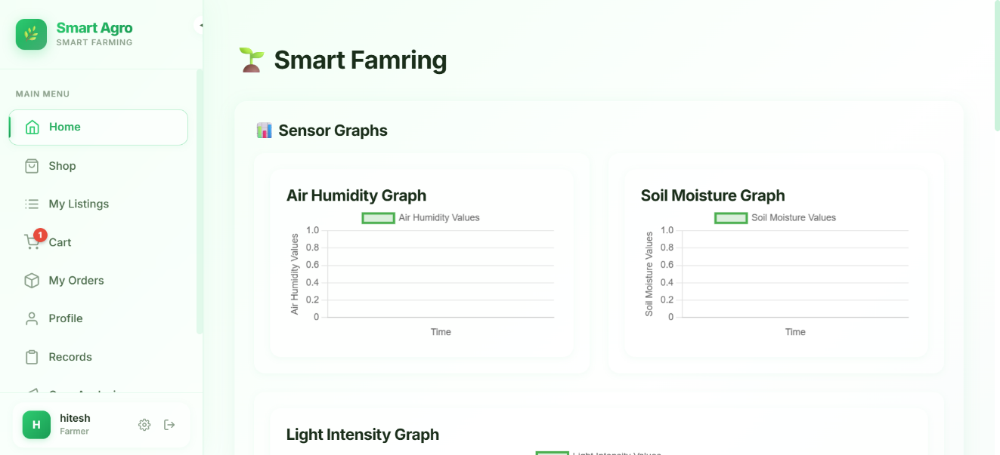 Smart Agro
SMART FARMING
MAIN MENU
Home
Shop
My Listings
1
Cart
My Orders
Profile
Records
H
hitesh
Farmer
Smart Famring
Sensor Graphs
Air Humidity Graph
Air Humidity Values
1.0
0.8
0.6
0.4
0.2
0
Air Humidity Values
Time
Soil Moisture Graph
Soil Moisture Values
1.0
0.8
0.6
0.4
0.2
0
Soil Moisture Values
Time
Light Intensity Graph
Light Intensity Values